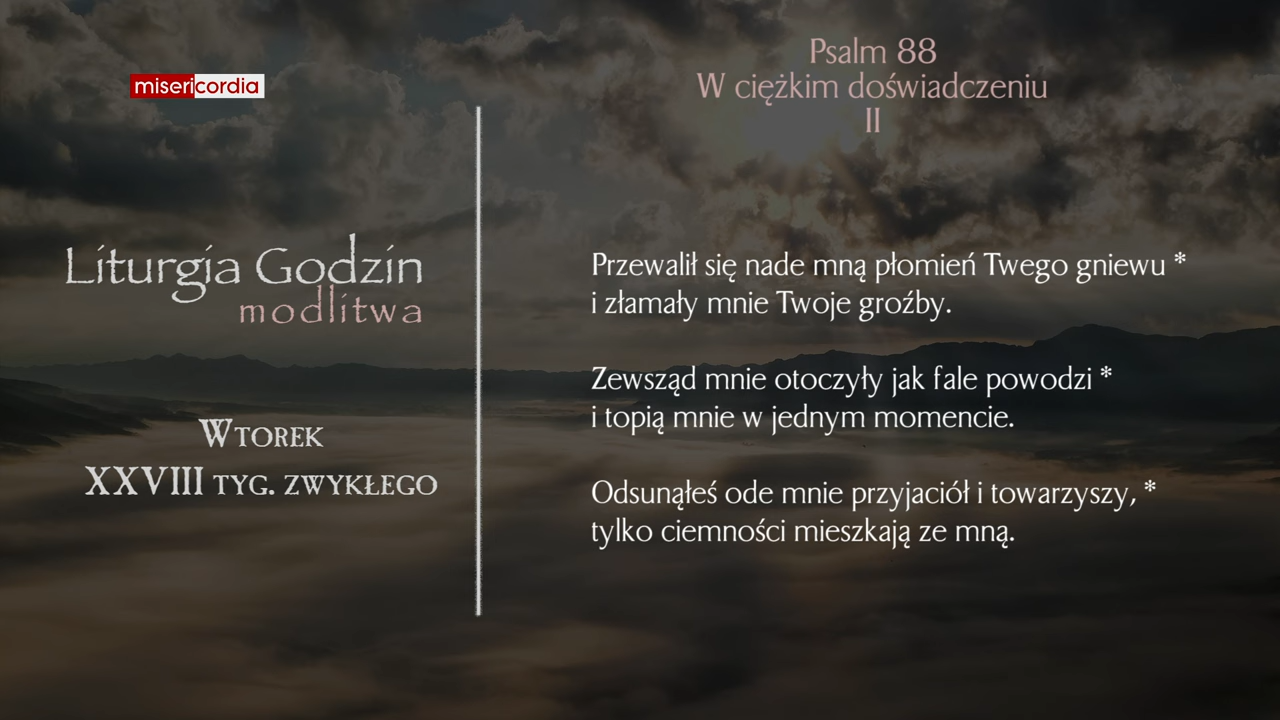 misericordia
Liturgia Godzin
modlitwa
Wtorek
XXVIII tyg. zwykłego
Psalm 88
W ciężkim doświadczeniu
II
Przewalił się nade mną płomień Twego gniewu *
i złamały mnie Twoje groźby.
Zewsząd mnie otoczyły jak fale powodzi *
i topią mnie w jednym momencie.
Odsunąłeś ode mnie przyjaciół i towarzyszy, *
tylko ciemności mieszkają ze mną.